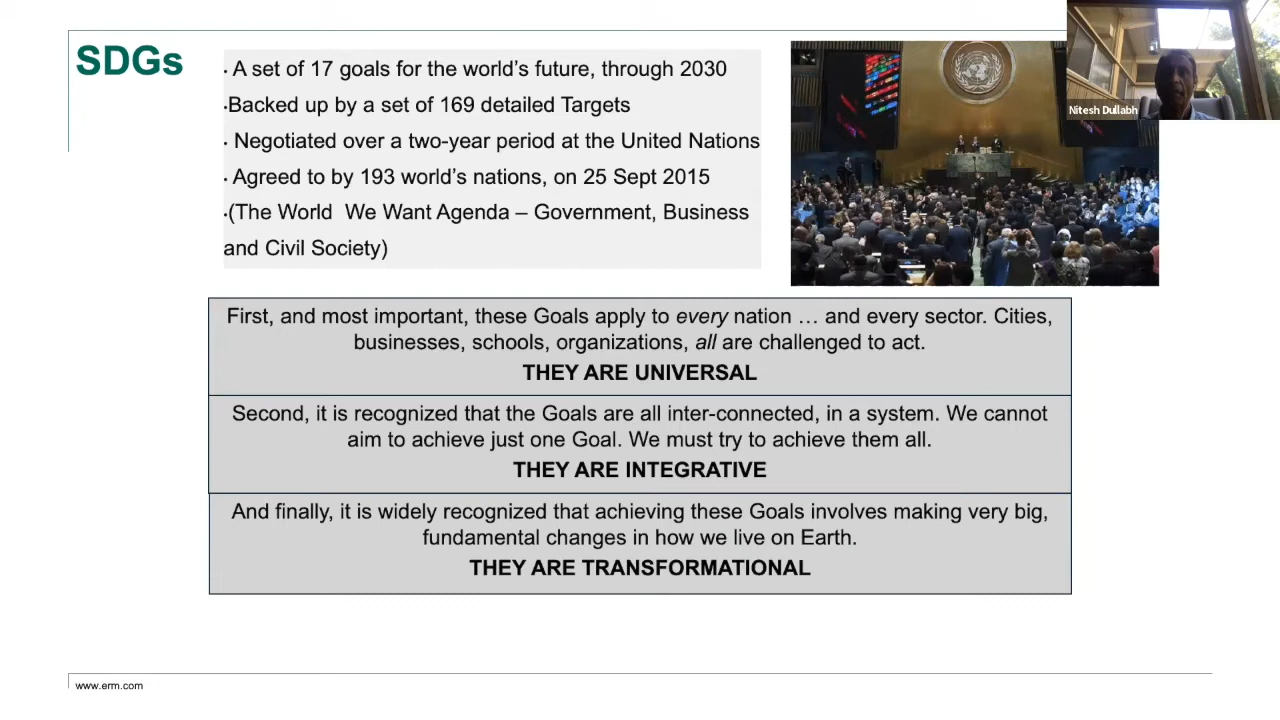 SDGs
· A set of 17 goals for the world's future, through 2030
·Backed up by a set of 169 detailed Targets
· Negotiated over a two-year period at the United Nations
· Agreed to by 193 world's nations, on 25 Sept 2015
·(The World We Want Agenda – Government, Business
and Civil Society)
Nitesh Dullabh
First, and most important, these Goals apply to every nation … and every sector. Cities,
businesses, schools, organizations, all are challenged to act.
THEY ARE UNIVERSAL
Second, it is recognized that the Goals are all inter-connected, in a system. We cannot
aim to achieve just one Goal. We must try to achieve them all.
THEY ARE INTEGRATIVE
And finally, it is widely recognized that achieving these Goals involves making very big,
fundamental changes in how we live on Earth.
THEY ARE TRANSFORMATIONAL
www.erm.com